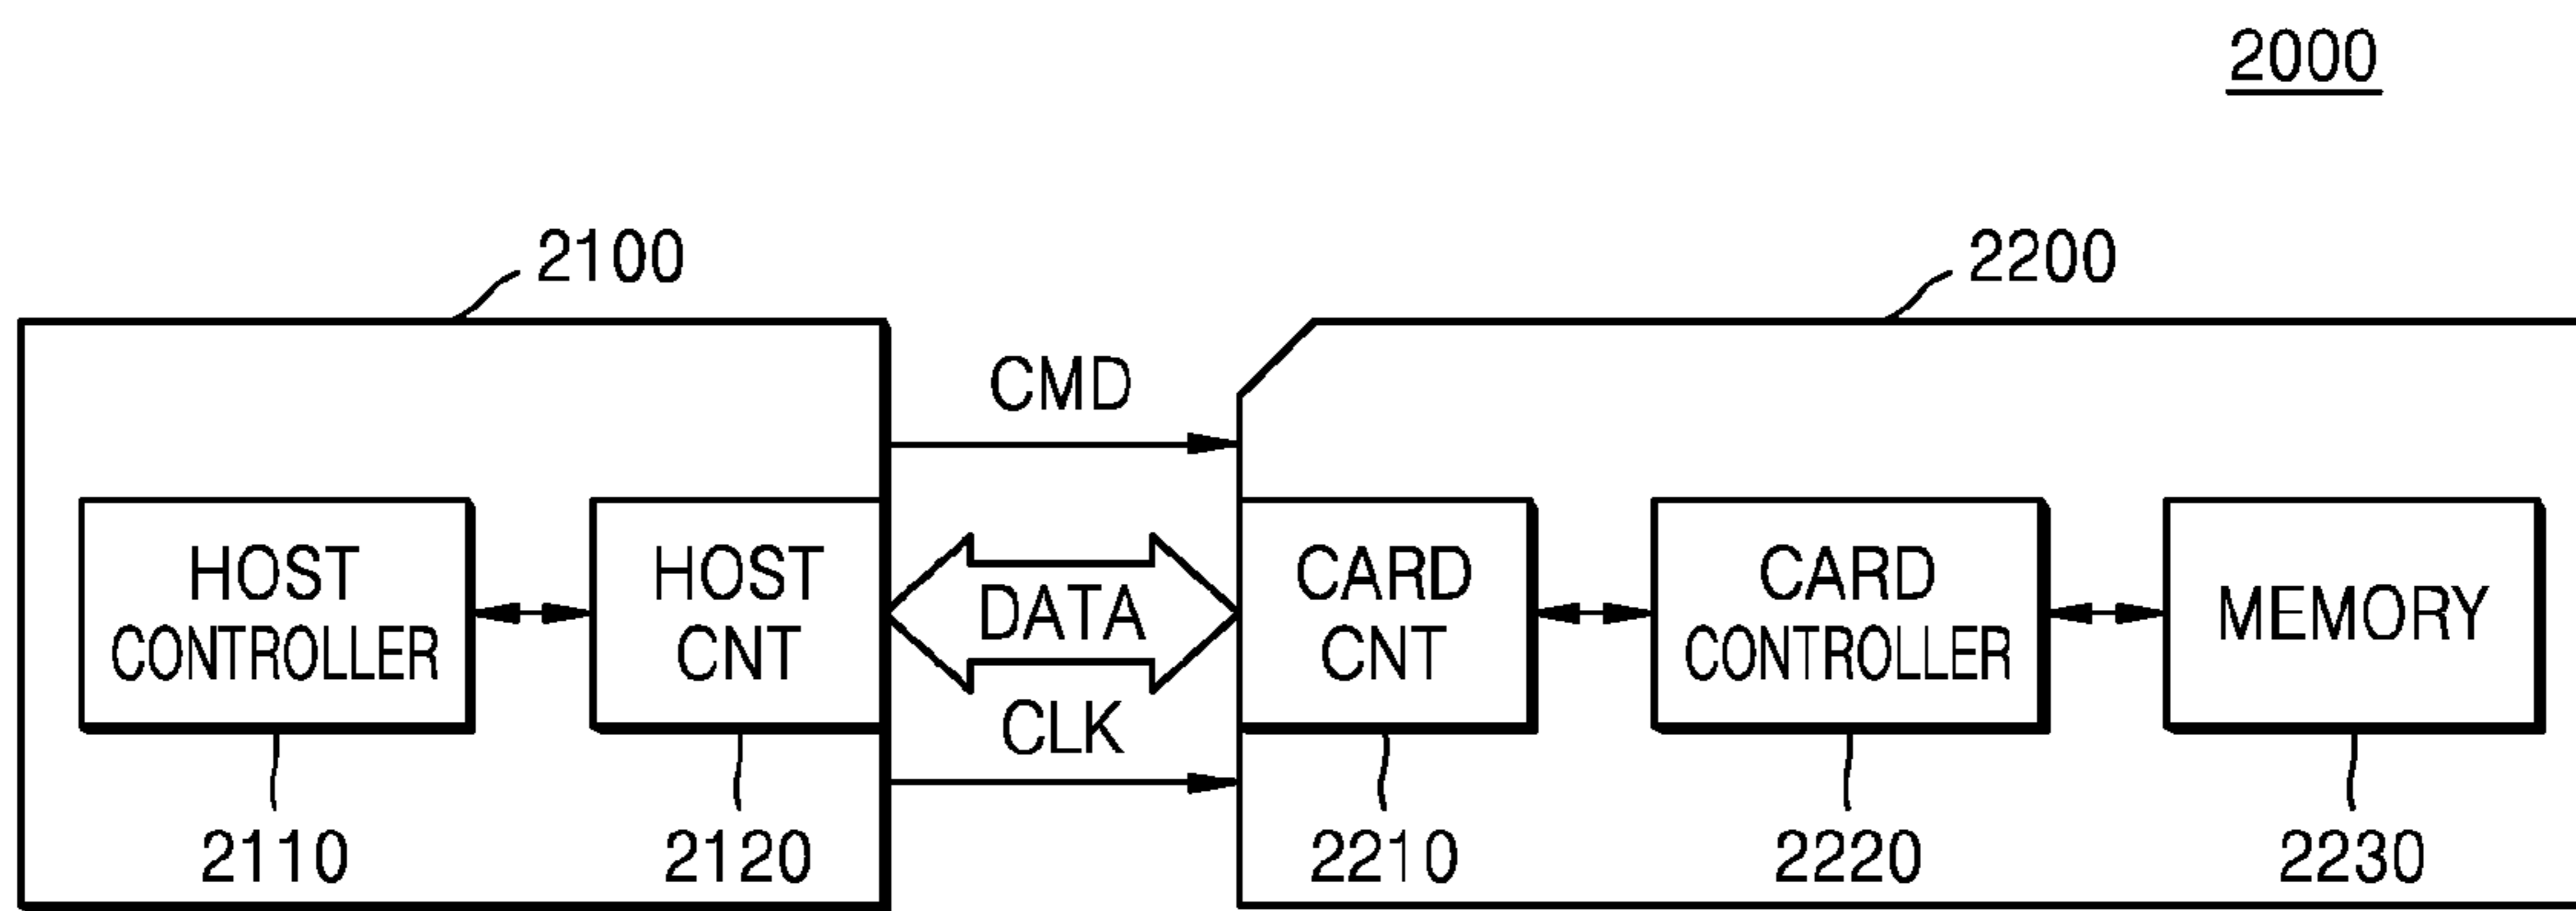 2000
2100
2200
CMD
HOST
CONTROLLER
HOST
CNT
DATA
CARD
CNT
CARD
CONTROLLER
MEMORY
CLK
2110
2120
2210
2220
2230